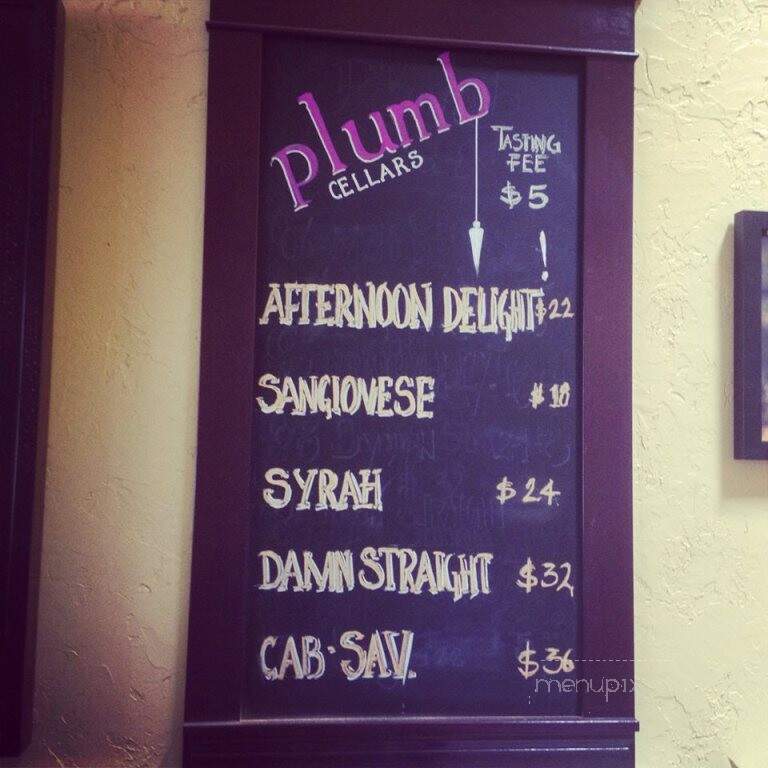 plumb
CELLARS
TASTING
FEE
$5
!
AFTERNOON DELIGHT $22
SANGIOVESE $18
SYRAH $24
DAMN STRAIGHT $32
CAB·SAV. $36
menupix